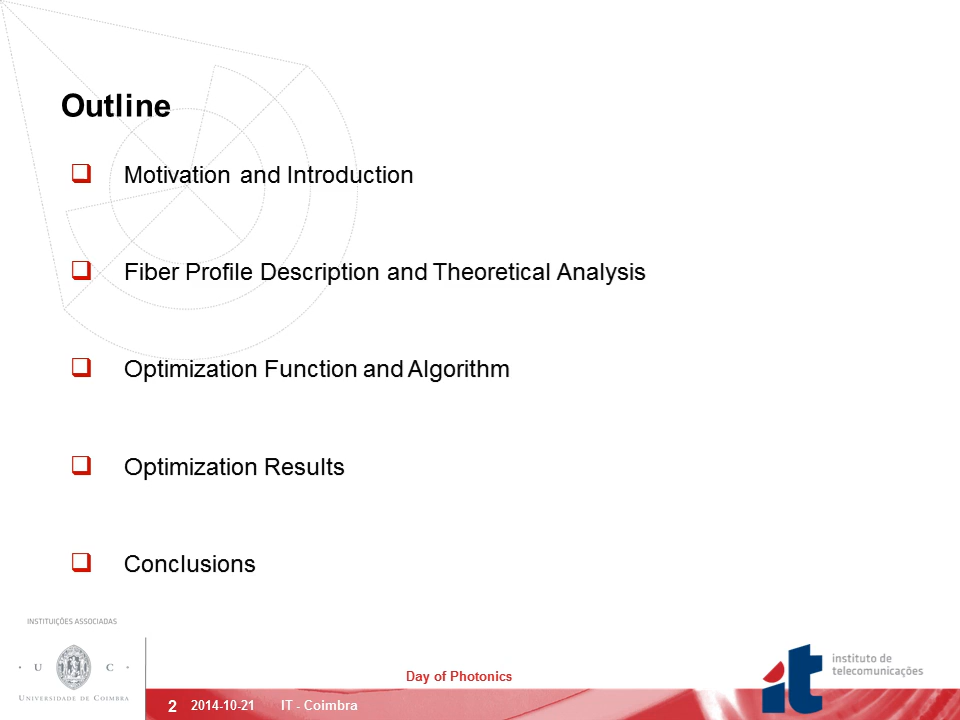 Outline
Motivation and Introduction
Fiber Profile Description and Theoretical Analysis
Optimization Function and Algorithm
Optimization Results
Conclusions
INSTITUIÇÕES ASSOCIADAS
· U C ·
UNIVERSIDADE DE COIMBRA
Day of Photonics
it
instituto de
telecomunicações
2 2014-10-21 IT - Coimbra